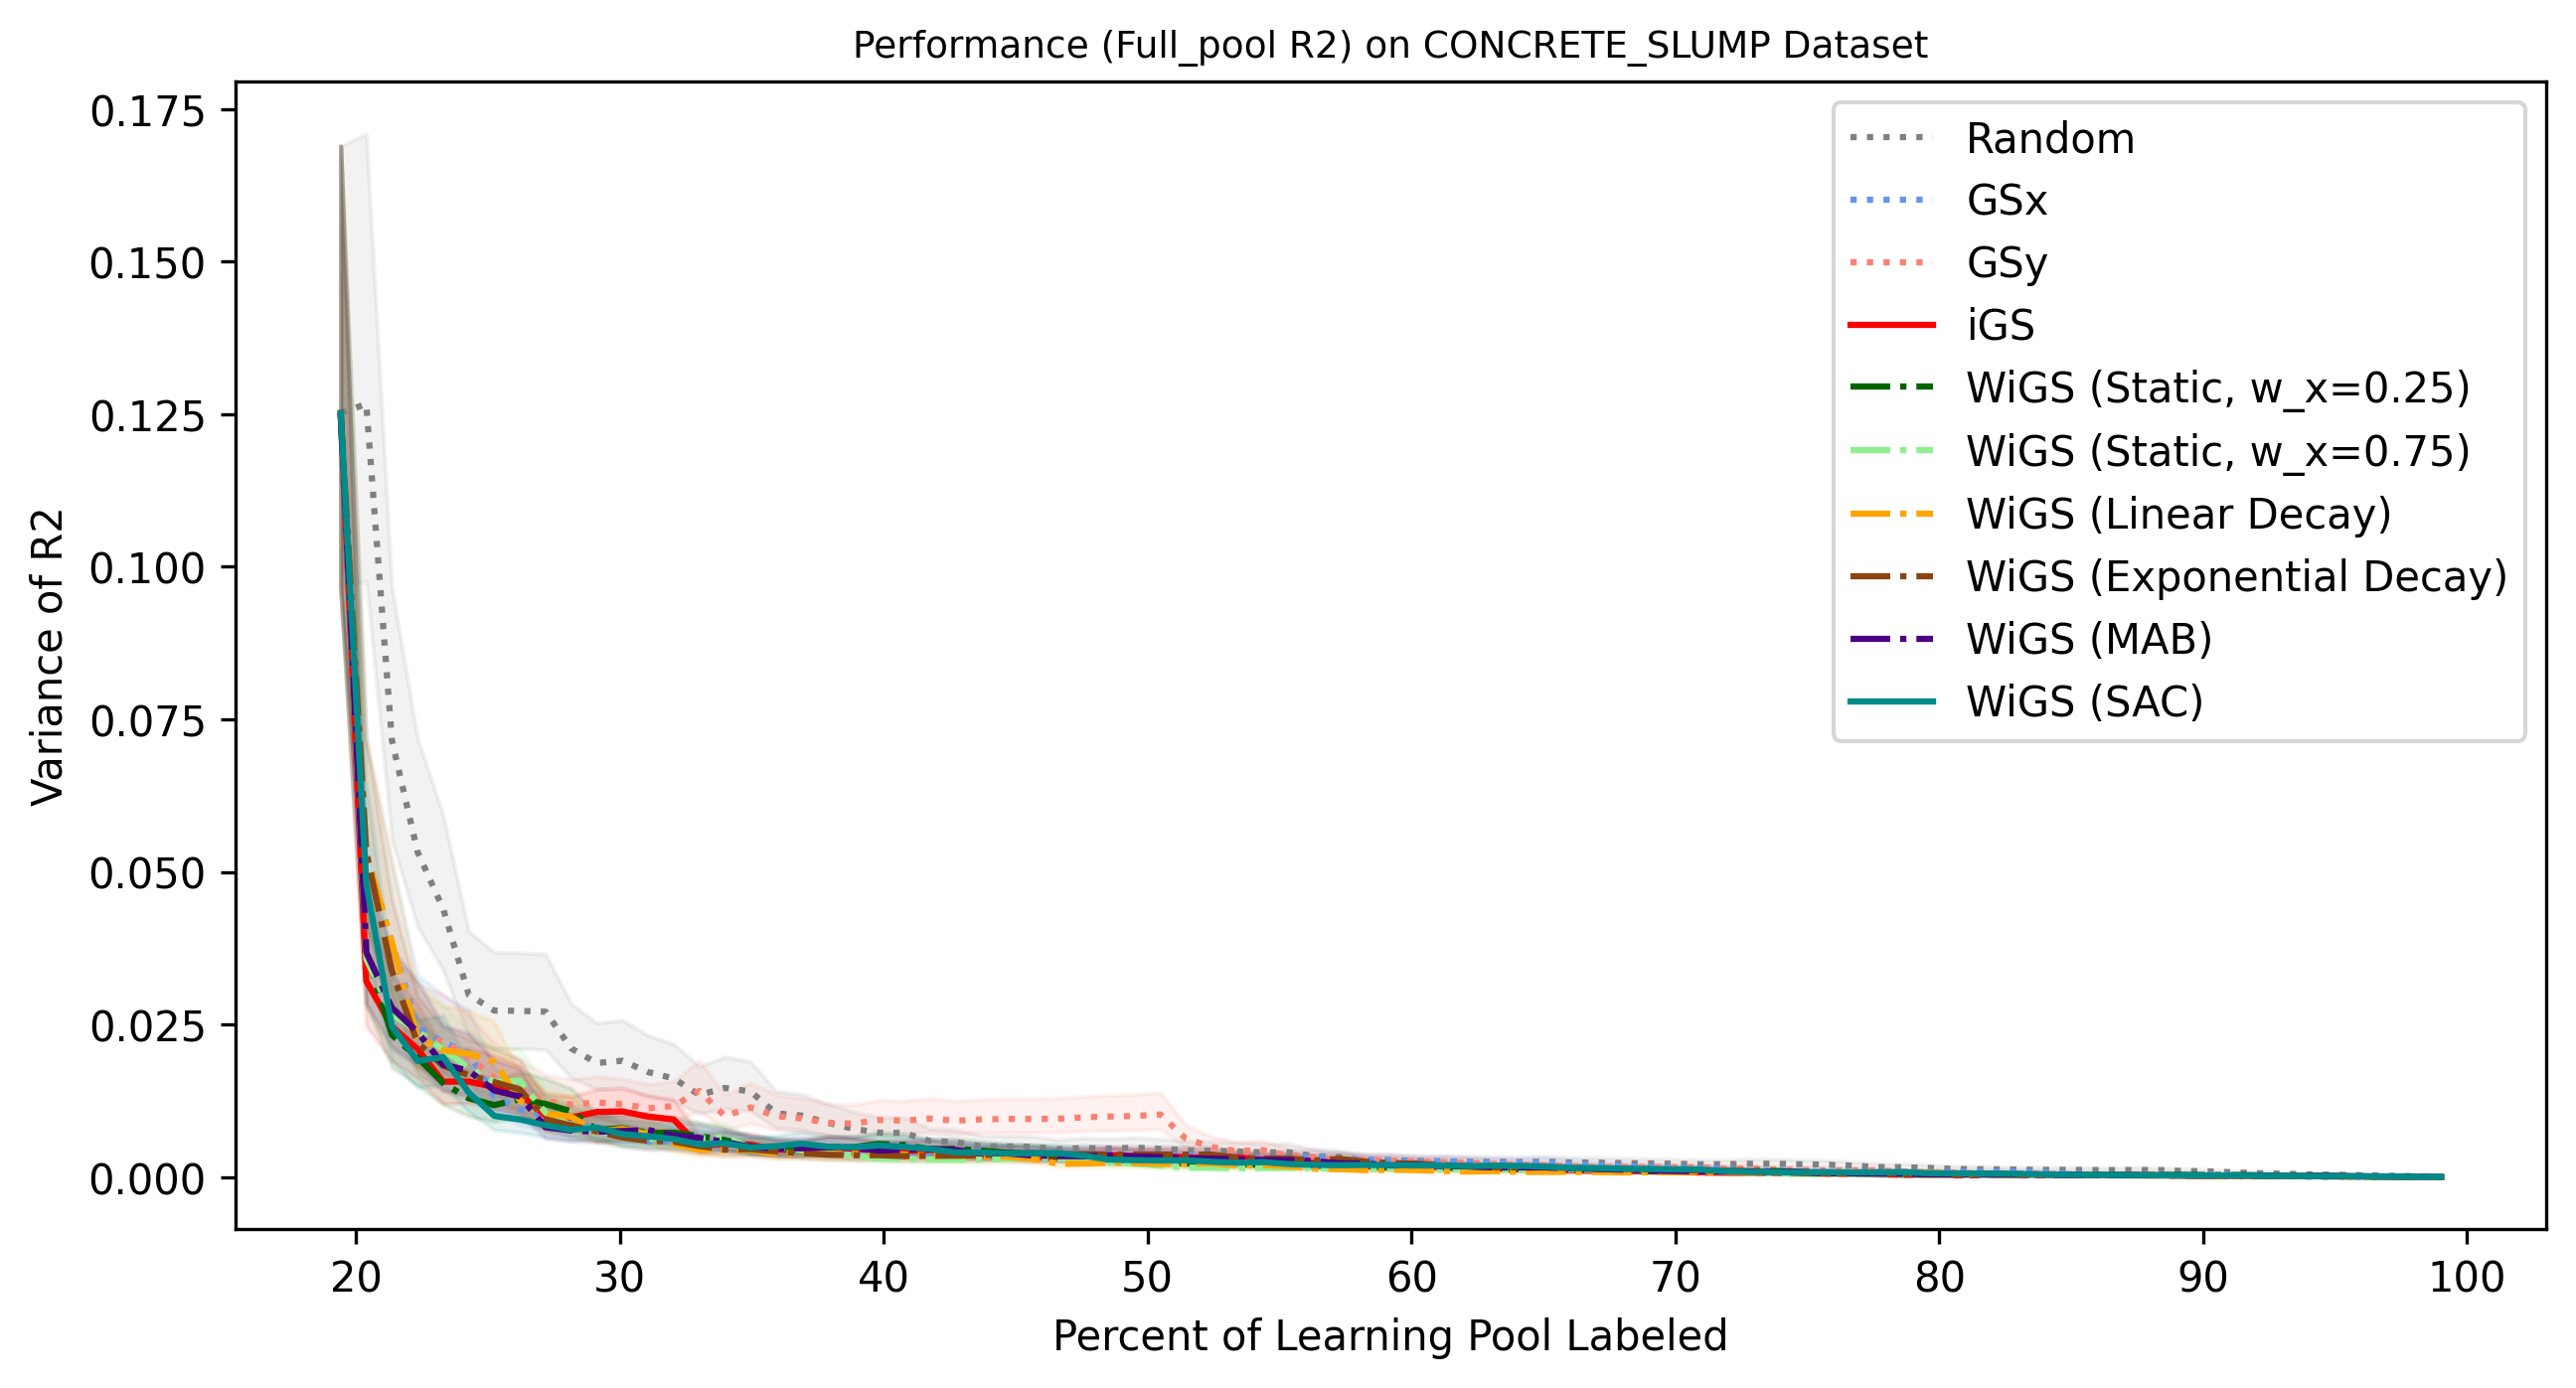 Performance (Full_pool R2) on CONCRETE_SLUMP Dataset
Variance of R2
0.175
0.150
0.125
0.100
0.075
0.050
0.025
0.000
Random
GSx
GSy
iGS
WiGS (Static, w_x=0.25)
WiGS (Static, w_x=0.75)
WiGS (Linear Decay)
WiGS (Exponential Decay)
WiGS (MAB)
WiGS (SAC)
20 30 40 50 60 70 80 90 100
Percent of Learning Pool Labeled